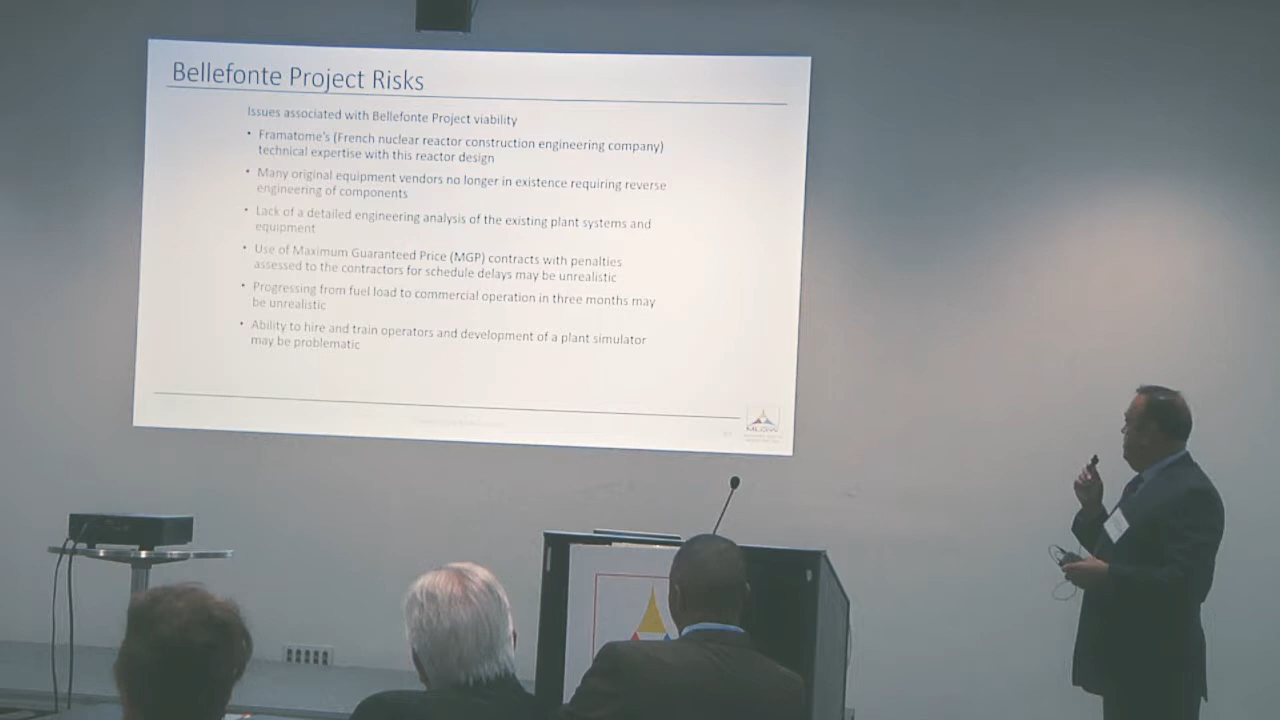 Bellefonte Project Risks
Issues associated with Bellefonte Project viability
• Framatome's (French nuclear reactor construction engineering company)
technical expertise with this reactor design
• Many original equipment vendors no longer in existence requiring reverse
engineering of components
• Lack of a detailed engineering analysis of the existing plant systems and
equipment
• Use of Maximum Guaranteed Price (MGP) contracts with penalties
assessed to the contractors for schedule delays may be unrealistic
• Progressing from fuel load to commercial operation in three months may
be unrealistic
• Ability to hire and train operators and development of a plant simulator
may be problematic
MLGW